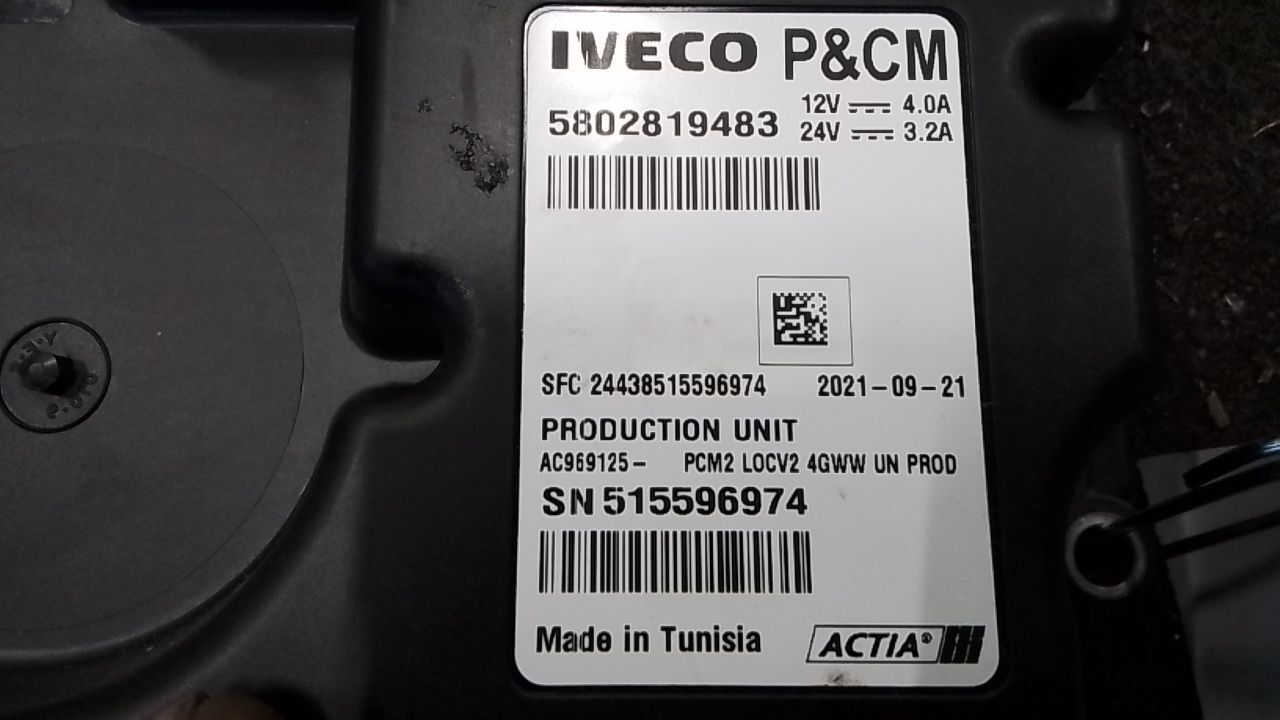 IVECO P&CM
12V 4.0A
5802819483 24V 3.2A
SFC 24438515596974 2021-09-21
PRODUCTION UNIT
AC969125- PCM2 LOCV2 4GWW UN PROD
SN 515596974
Made in Tunisia ACTIA®